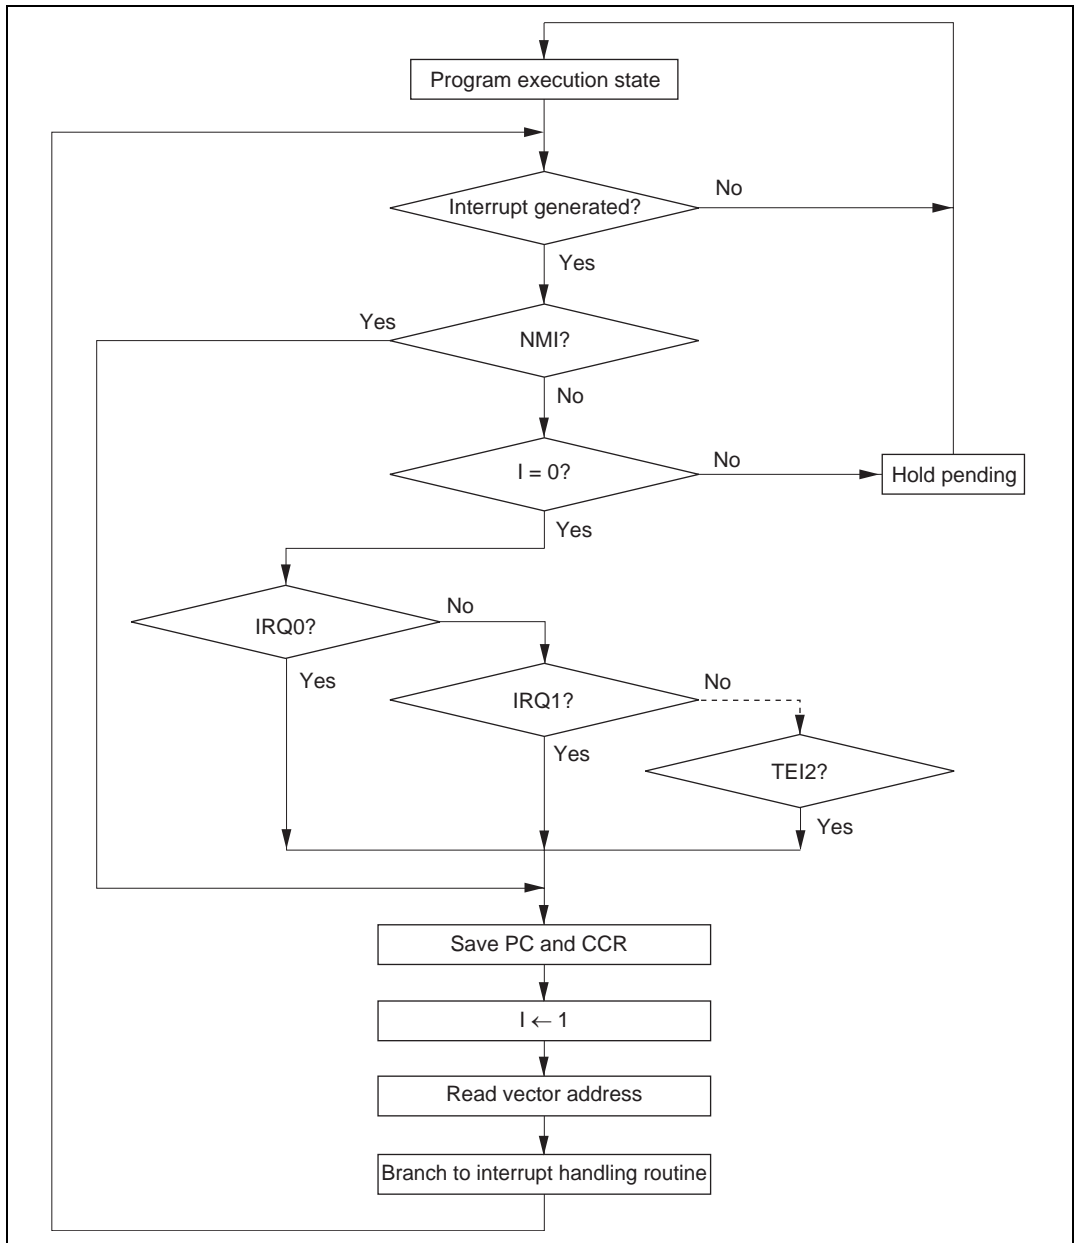 Program execution state
Interrupt generated?
No
Yes
Yes
NMI?
No
I = 0?
No
Hold pending
Yes
IRQ0?
No
Yes
IRQ1?
No
Yes
TEI2?
Yes
Save PC and CCR
I ← 1
Read vector address
Branch to interrupt handling routine